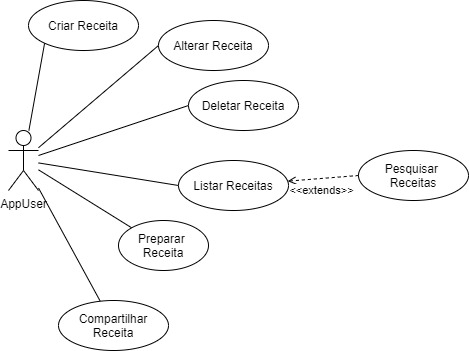 Criar Receita
Alterar Receita
Deletar Receita
Listar Receitas
Pesquisar
Receitas
<<extends>>
AppUser
Preparar
Receita
Compartilhar
Receita